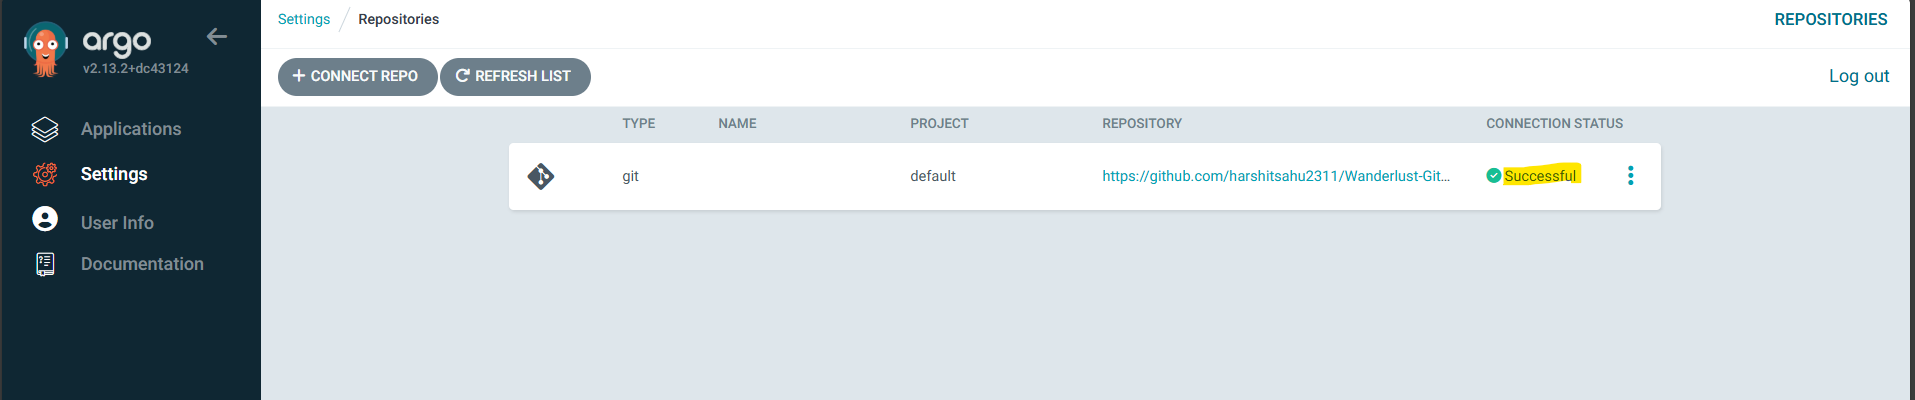 argo
v2.13.2+dc43124
Applications
Settings
User Info
Documentation
Settings / Repositories
REPOSITORIES
+ CONNECT REPO
REFRESH LIST
Log out
TYPE NAME PROJECT REPOSITORY CONNECTION STATUS
git default https://github.com/harshitsahu2311/Wanderlust-Git... Successful